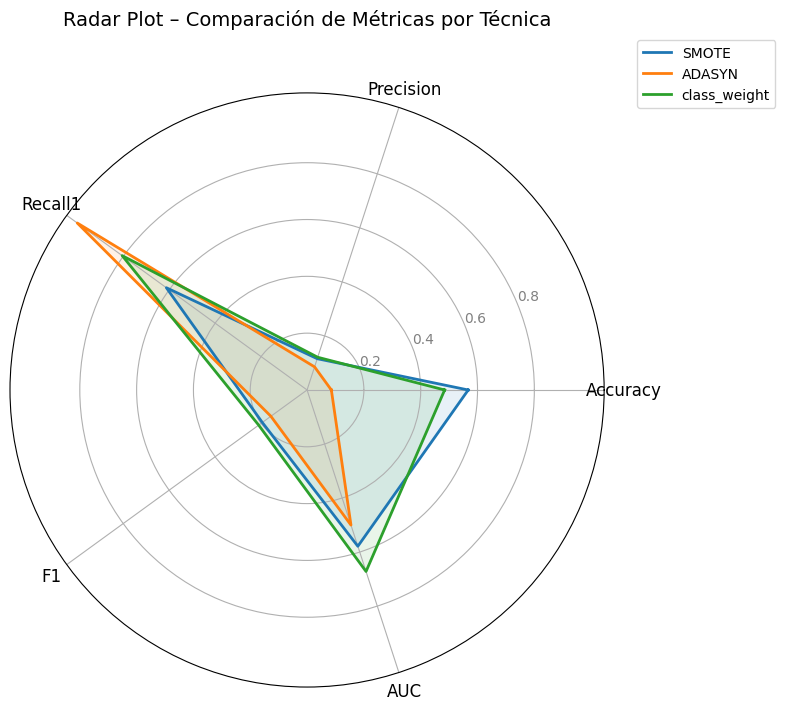 Radar Plot – Comparación de Métricas por Técnica
SMOTE
ADASYN
class_weight
Precision
Recall1
0.8
0.6
0.4
0.2
Accuracy
F1
AUC